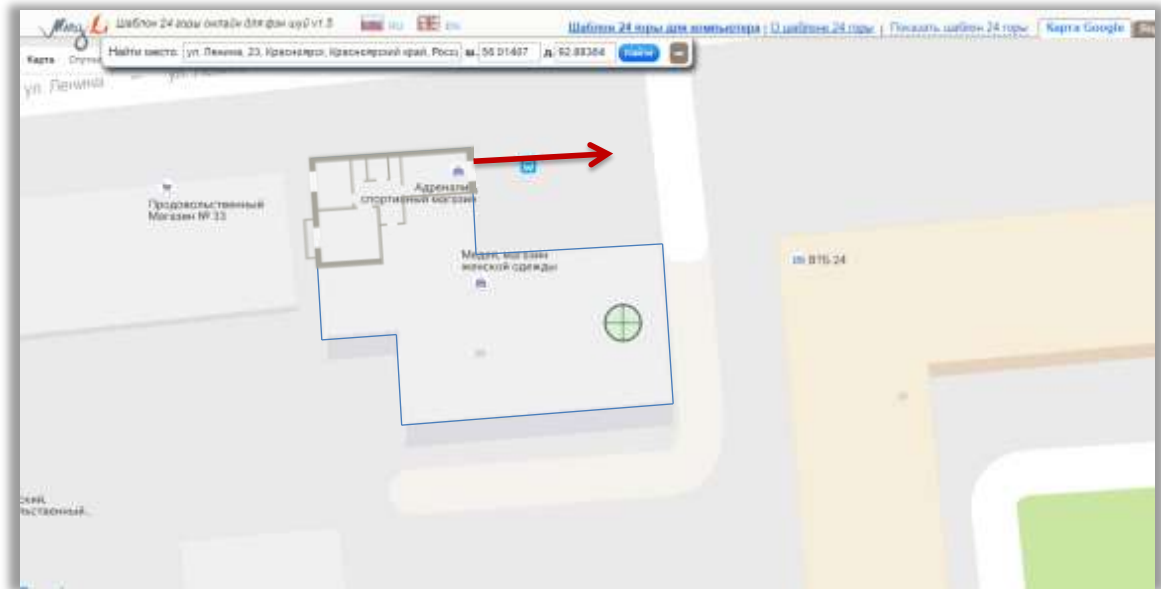 Шаблон 24 горы онлайн для фэн шуй v1.5
RU
EN
Шаблон 24 горы для компьютера | О шаблоне 24 горы | Показать шаблон 24 горы
Карта Google
Найти место: ул. Ленина, 23, Красноярск, Красноярский край, Росс ш. 56.01407 д. 92.88364 Найти
Карта
ул. Ленина
Адреналин,
спортивный магазин
Продовольственный
Магазин № 33
Медея, магазин
женской одежды
ВТБ 24